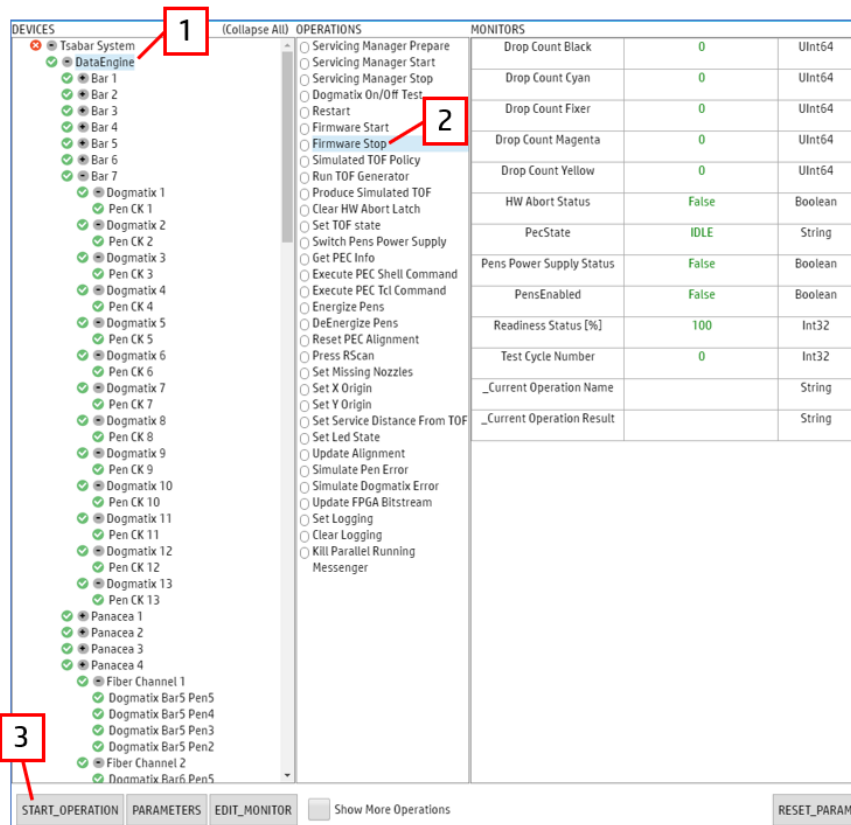 DEVICES
(Collapse All)
Tsabar System
DataEngine
Bar 1
Bar 2
Bar 3
Bar 4
Bar 5
Bar 6
Bar 7
Dogmatix 1
Pen CK 1
Dogmatix 2
Pen CK 2
Dogmatix 3
Pen CK 3
Dogmatix 4
Pen CK 4
Dogmatix 5
Pen CK 5
Dogmatix 6
Pen CK 6
Dogmatix 7
Pen CK 7
Dogmatix 8
Pen CK 8
Dogmatix 9
Pen CK 9
Dogmatix 10
Pen CK 10
Dogmatix 11
Pen CK 11
Dogmatix 12
Pen CK 12
Dogmatix 13
Pen CK 13
Panacea 1
Panacea 2
Panacea 3
Panacea 4
Fiber Channel 1
Dogmatix Bar5 Pen5
Dogmatix Bar5 Pen4
Dogmatix Bar5 Pen3
Dogmatix Bar5 Pen2
Fiber Channel 2
Dogmatix Bar6 Pen5
1
OPERATIONS
Servicing Manager Prepare
Servicing Manager Start
Servicing Manager Stop
Dogmatix On/Off Test
Restart
Firmware Start
Firmware Stop
Simulated TOF Policy
Run TOF Generator
Produce Simulated TOF
Clear HW Abort Latch
Set TOF state
Switch Pens Power Supply
Get PEC Info
Execute PEC Shell Command
Execute PEC Tcl Command
Energize Pens
DeEnergize Pens
Reset PEC Alignment
Press RScan
Set Missing Nozzles
Set X Origin
Set Y Origin
Set Service Distance From TOF
Set Led State
Update Alignment
Simulate Pen Error
Simulate Dogmatix Error
Update FPGA Bitstream
Set Logging
Clear Logging
Kill Parallel Running
Messenger
2
MONITORS
Drop Count Black 0 UInt64
Drop Count Cyan 0 UInt64
Drop Count Fixer 0 UInt64
Drop Count Magenta 0 UInt64
Drop Count Yellow 0 UInt64
HW Abort Status False Boolean
PecState IDLE String
Pens Power Supply Status False Boolean
PensEnabled False Boolean
Readiness Status [%] 100 Int32
Test Cycle Number 0 Int32
_Current Operation Name String
_Current Operation Result String
3
START_OPERATION PARAMETERS EDIT_MONITOR Show More Operations RESET_PARAM